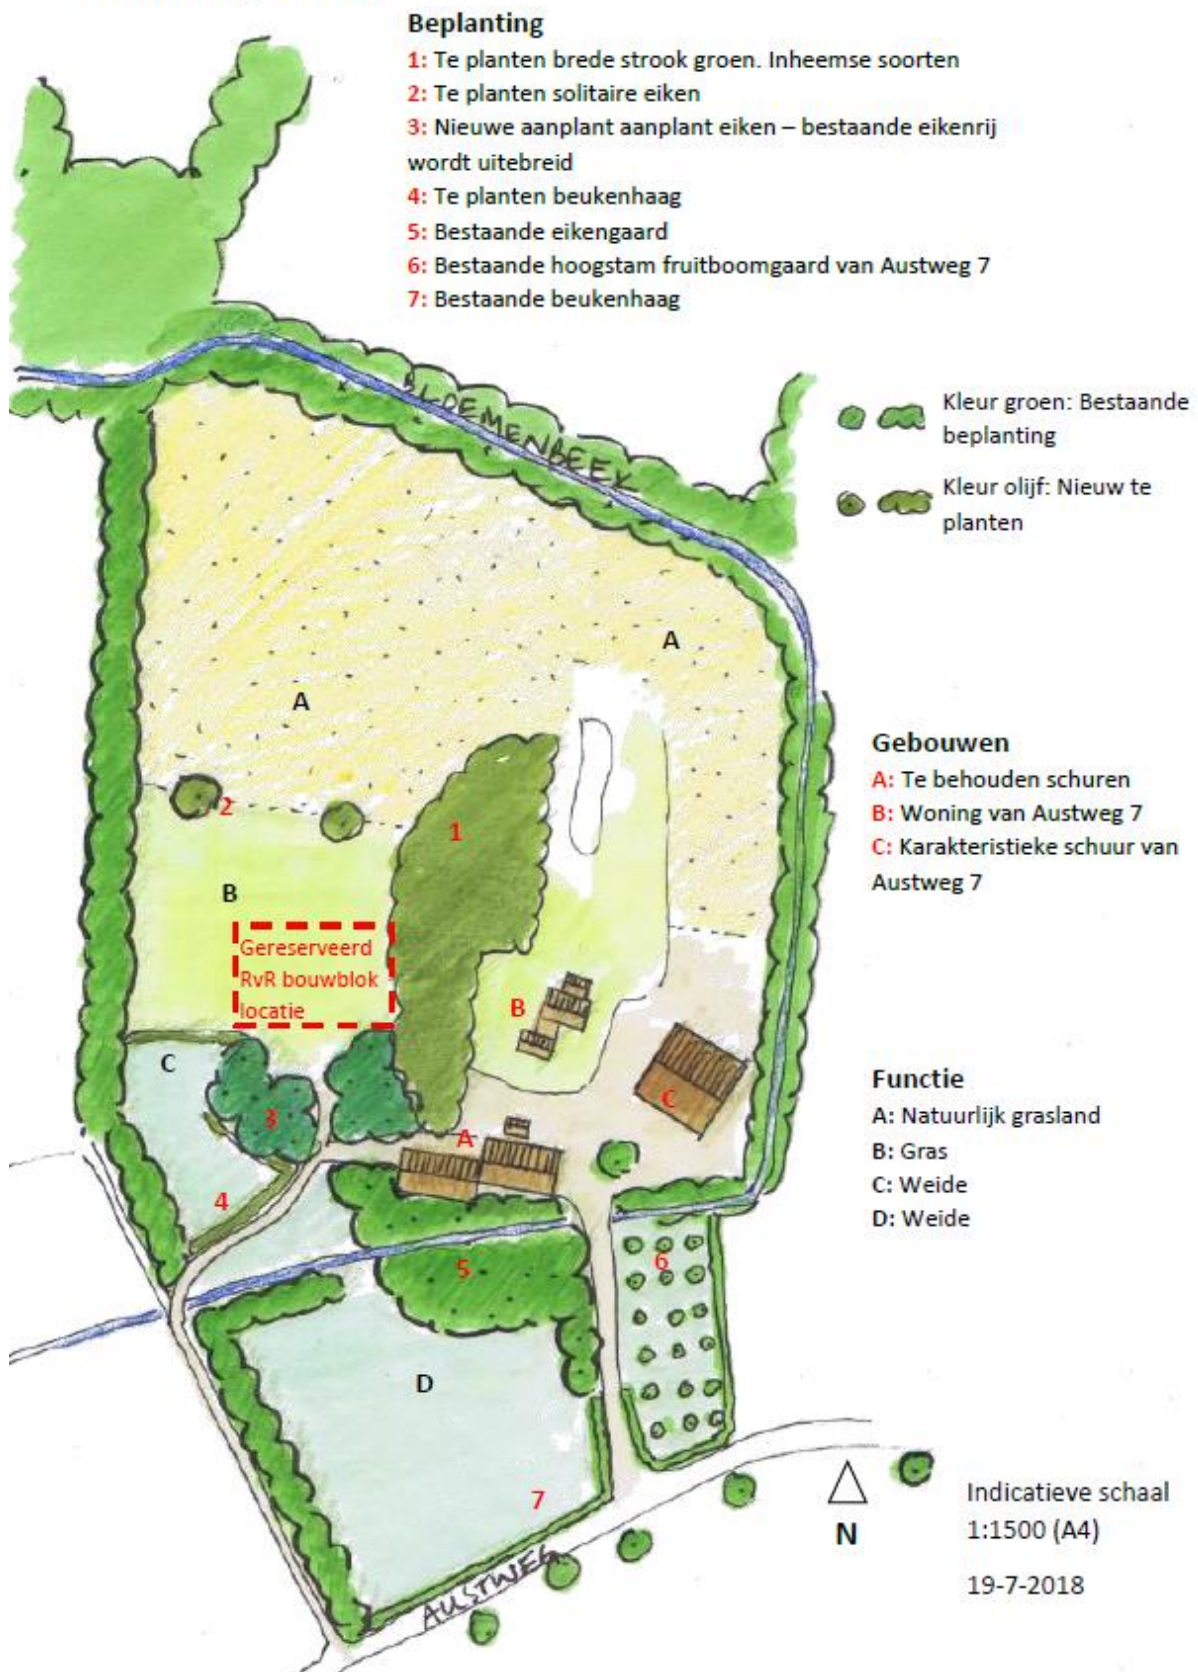 Beplanting
1: Te planten brede strook groen. Inheemse soorten
2: Te planten solitaire eiken
3: Nieuwe aanplant aanplant eiken – bestaande eikenrij
wordt uitebreid
4: Te planten beukenhaag
5: Bestaande eikengaard
6: Bestaande hoogstam fruitboomgaard van Austweg 7
7: Bestaande beukenhaag
BLOEMENBEEK
Kleur groen: Bestaande
beplanting
Kleur olijf: Nieuw te
planten
A
A
Gebouwen
A: Te behouden schuren
B: Woning van Austweg 7
C: Karakteristieke schuur van
Austweg 7
2
1
B
Gereserveerd
RvR bouwblok
locatie
B
C
3
C
A
4
Functie
A: Natuurlijk grasland
B: Gras
C: Weide
D: Weide
5
6
D
7
AUSTWEG
N
Indicatieve schaal
1:1500 (A4)
19-7-2018